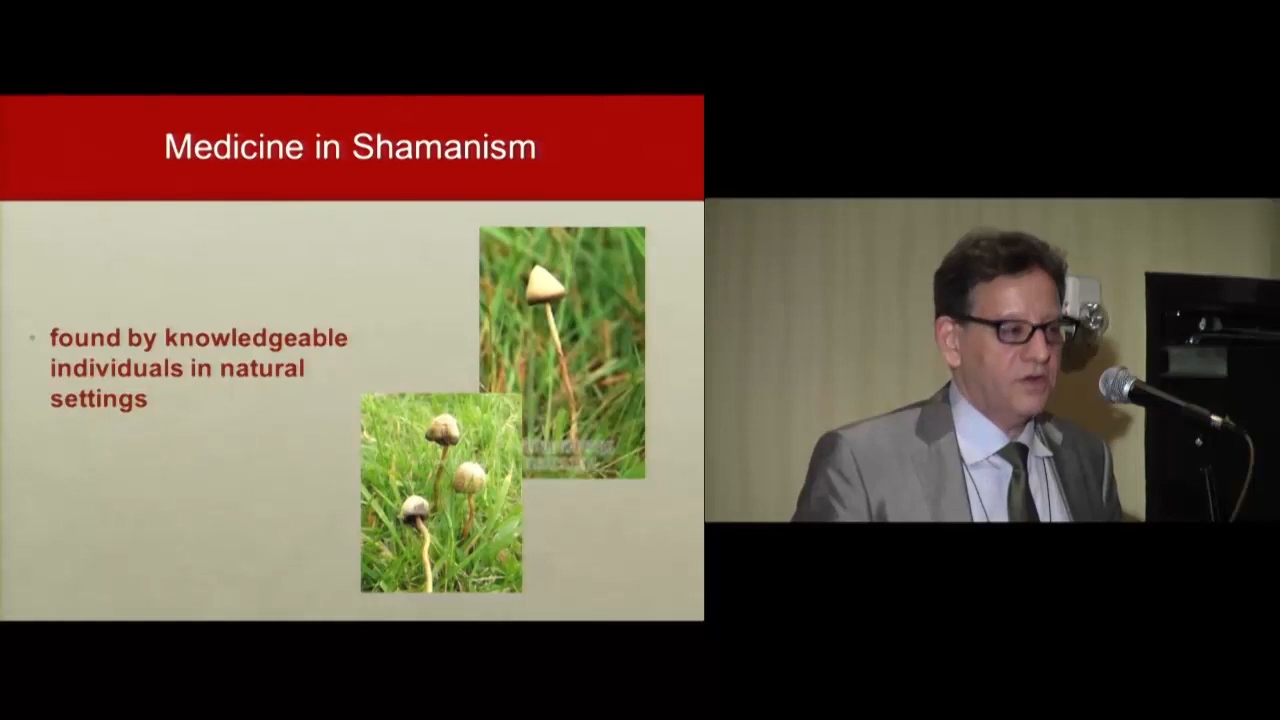 Medicine in Shamanism
found by knowledgeable
individuals in natural
settings